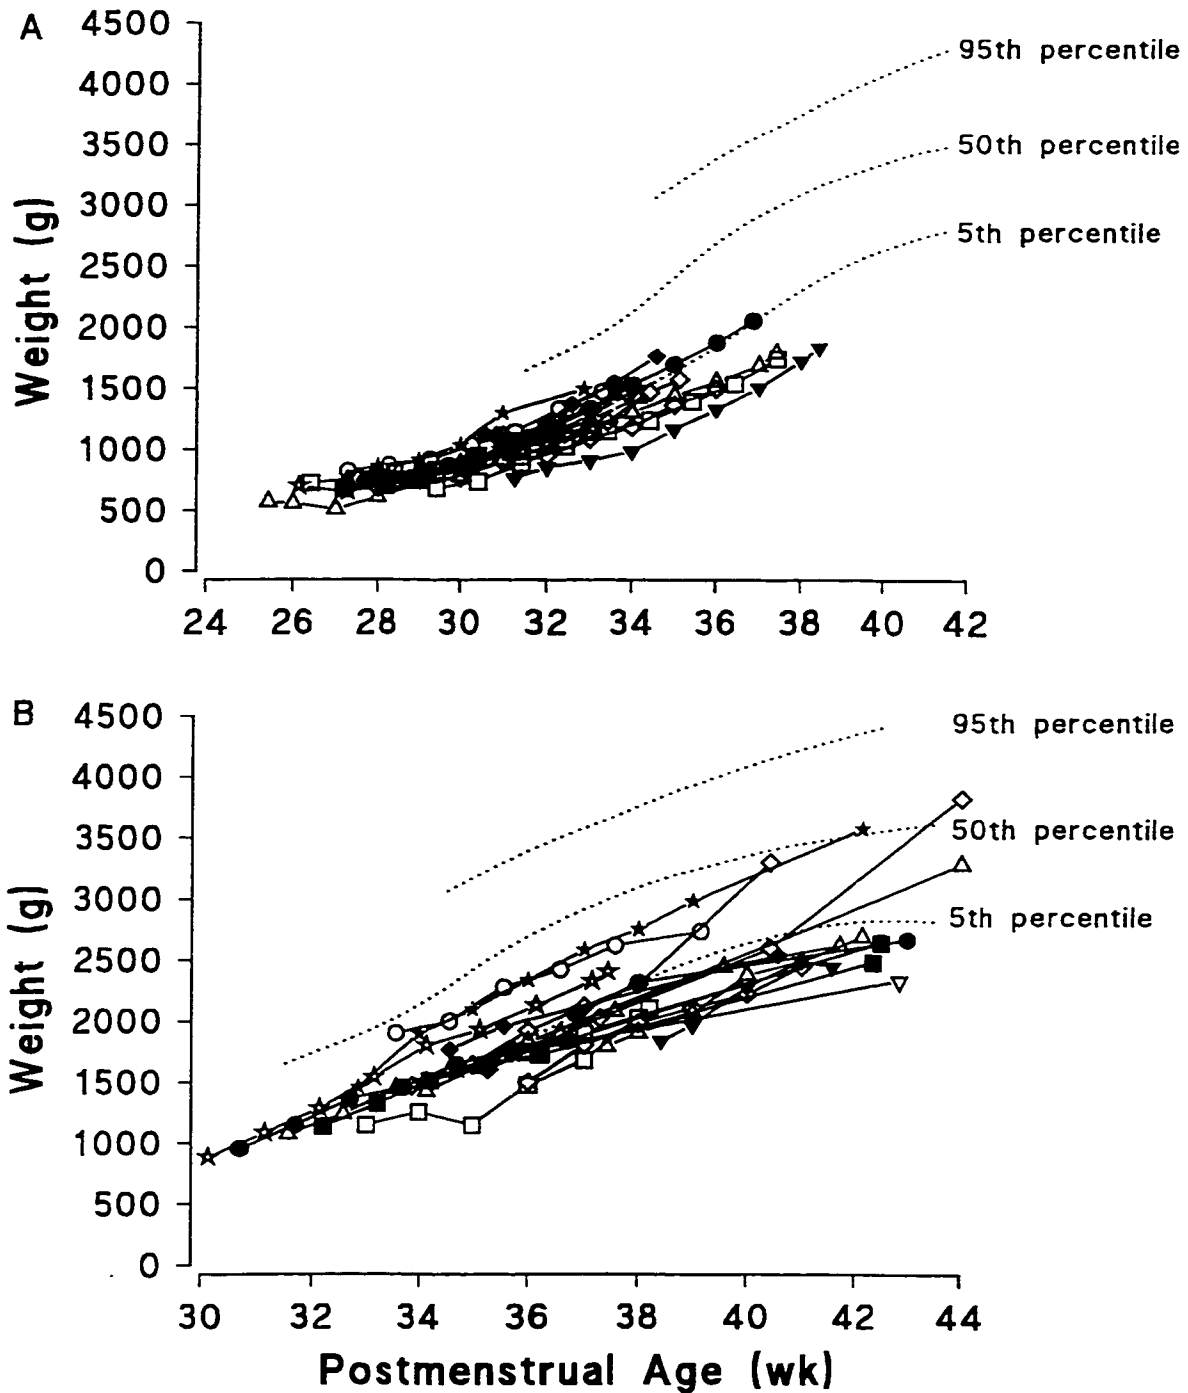 A
4500
4000
3500
3000
2500
2000
1500
1000
500
0
Weight (g)
95th percentile
50th percentile
5th percentile
24 26 28 30 32 34 36 38 40 42
B
4500
4000
3500
3000
2500
2000
1500
1000
500
0
Weight (g)
95th percentile
50th percentile
5th percentile
30 32 34 36 38 40 42 44
Postmenstrual Age (wk)